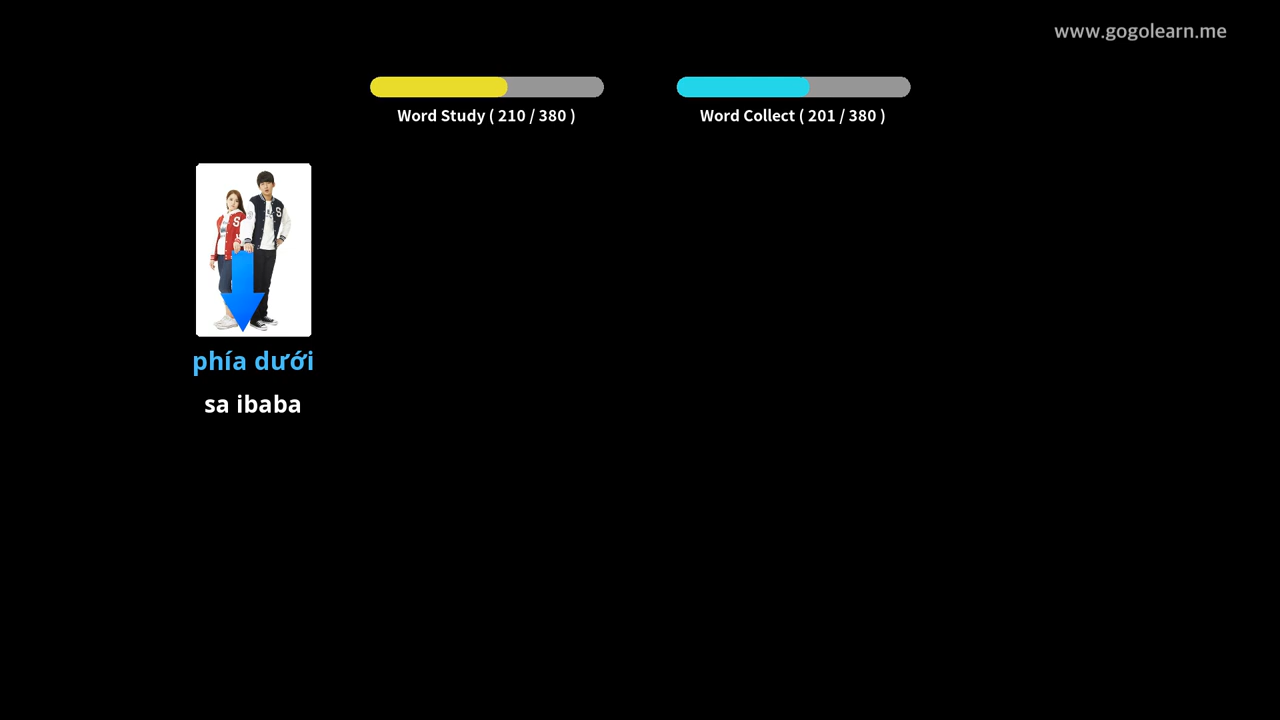 www.gogolearn.me
Word Study ( 210 / 380 )
Word Collect ( 201 / 380 )
S
S
phía dưới
sa ibaba